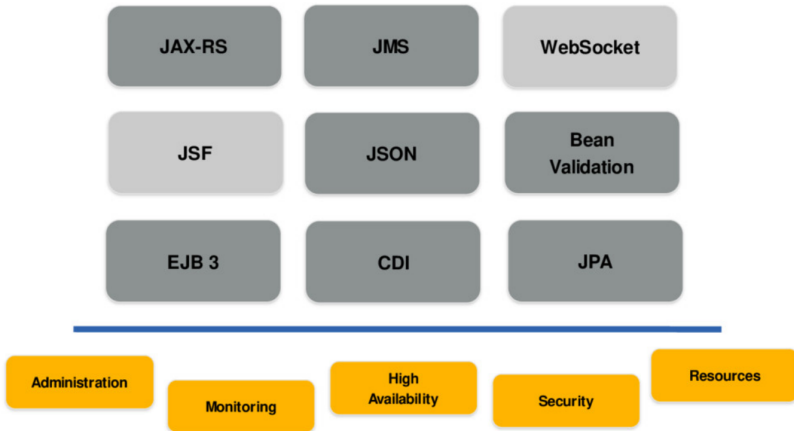 JAX-RS
JMS
WebSocket
JSF
JSON
Bean
Validation
EJB 3
CDI
JPA
Administration
Monitoring
High
Availability
Security
Resources